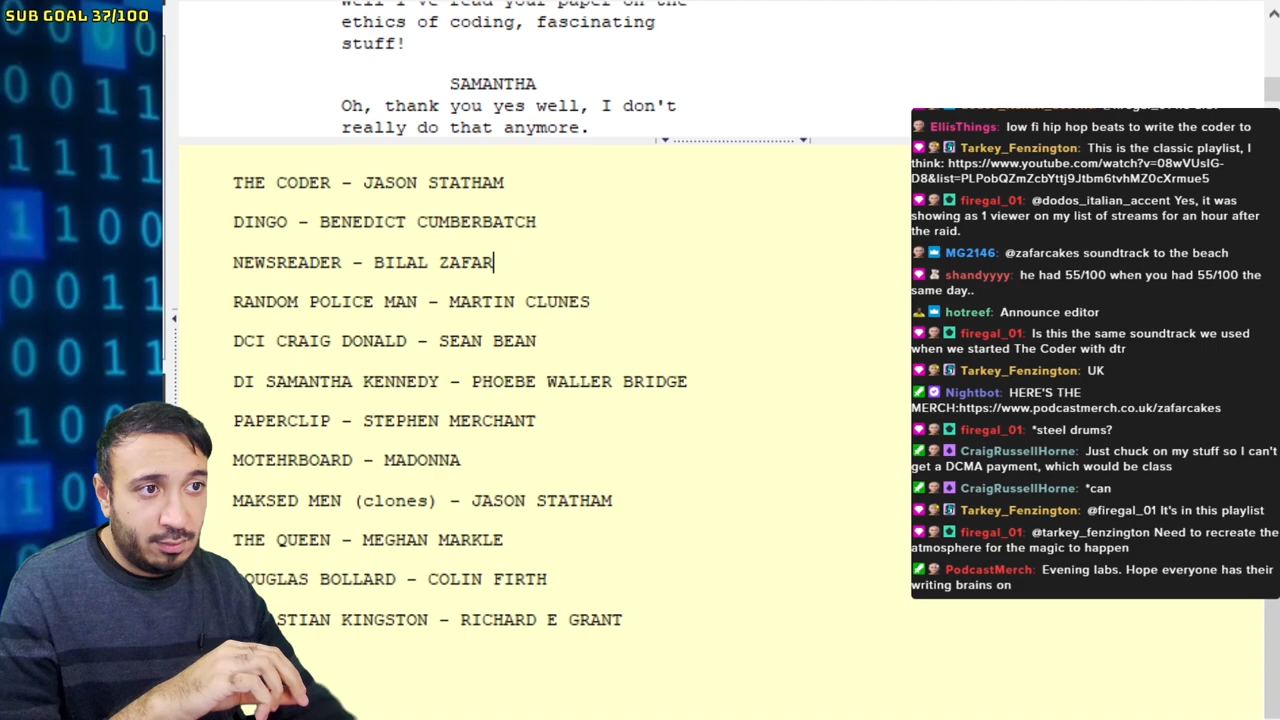 SUB GOAL 37/100
Well I've read your paper on the
ethics of coding, fascinating
stuff!
SAMANTHA
Oh, thank you yes well, I don't
really do that anymore.
THE CODER - JASON STATHAM
DINGO - BENEDICT CUMBERBATCH
NEWSREADER - BILAL ZAFAR
RANDOM POLICE MAN - MARTIN CLUNES
DCI CRAIG DONALD - SEAN BEAN
DI SAMANTHA KENNEDY - PHOEBE WALLER BRIDGE
PAPERCLIP - STEPHEN MERCHANT
MOTEHRBOARD - MADONNA
MAKSED MEN (clones) - JASON STATHAM
THE QUEEN - MEGHAN MARKLE
OUGLAS BOLLARD - COLIN FIRTH
STIAN KINGSTON - RICHARD E GRANT
EllisThings: low fi hip hop beats to write the coder to
Tarkey_Fenzington: This is the classic playlist, I
think: https://www.youtube.com/watch?v=08wVUsIG-
D8&list=PLPobQZmZcbYttj9Jtbm6tvhMZ0cXrmue5
firegal_01: @dodos_italian_accent Yes, it was
showing as 1 viewer on my list of streams for an hour after
the raid.
MG2146: @zafarcakes soundtrack to the beach
shandyyyy: he had 55/100 when you had 55/100 the
same day..
hotreef: Announce editor
firegal_01: Is this the same soundtrack we used
when we started The Coder with dtr
Tarkey_Fenzington: UK
Nightbot: HERE'S THE
MERCH:https://www.podcastmerch.co.uk/zafarcakes
firegal_01: *steel drums?
CraigRussellHorne: Just chuck on my stuff so I can't
get a DCMA payment, which would be class
CraigRussellHorne: *can
Tarkey_Fenzington: @firegal_01 It's in this playlist
firegal_01: @tarkey_fenzington Need to recreate the
atmosphere for the magic to happen
PodcastMerch: Evening labs. Hope everyone has their
writing brains on